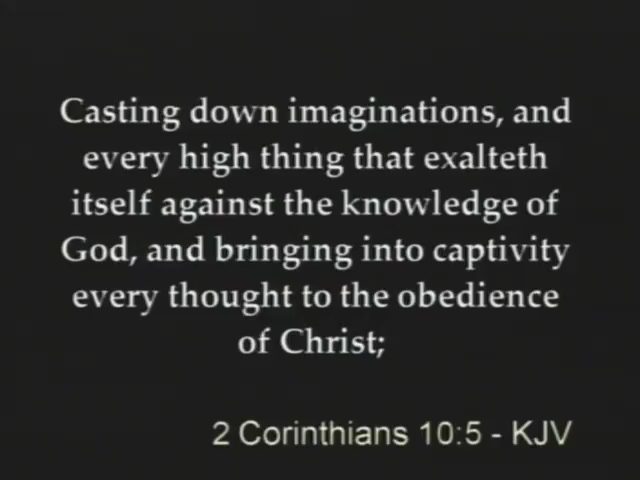 Casting down imaginations, and
every high thing that exalteth
itself against the knowledge of
God, and bringing into captivity
every thought to the obedience
of Christ;
2 Corinthians 10:5 - KJV